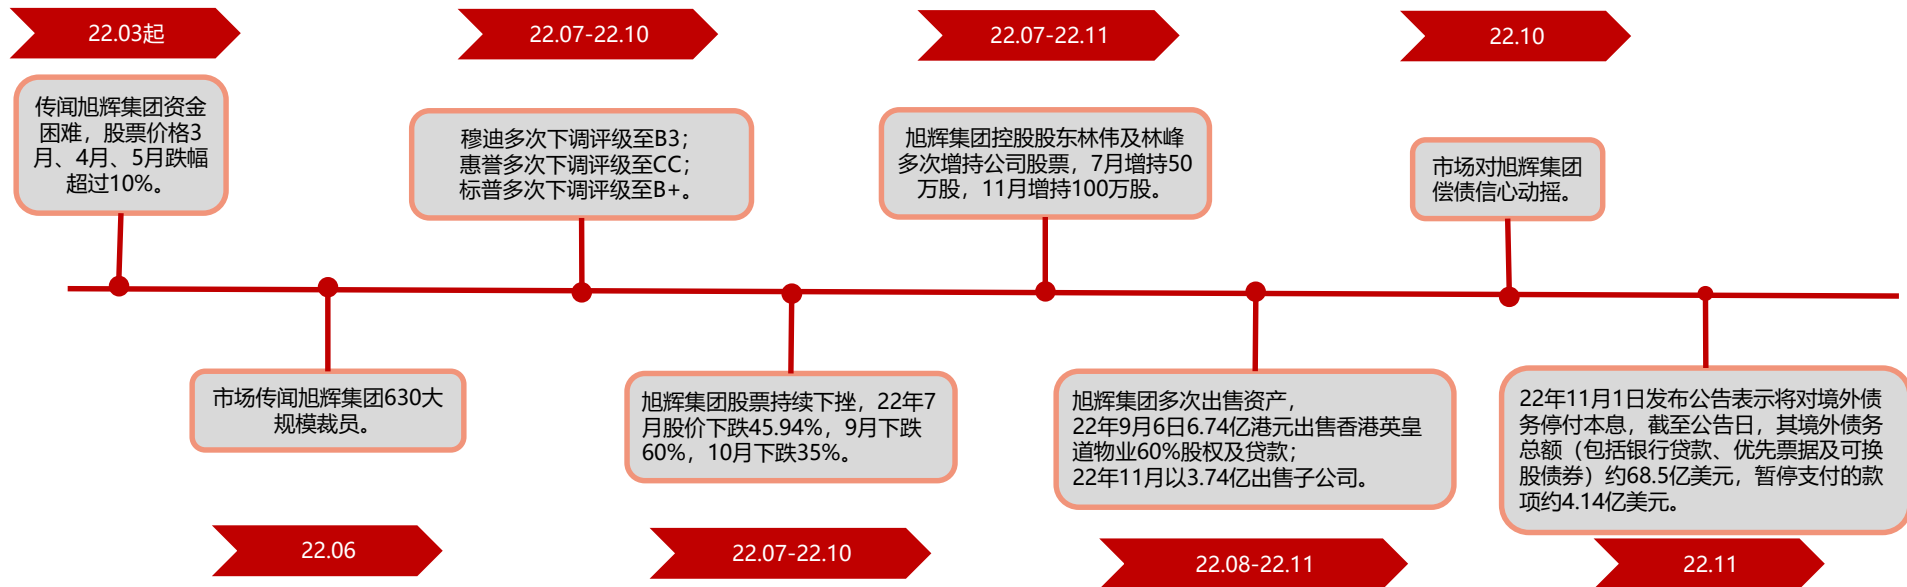 22.03起
22.07-22.10
22.07-22.11
22.10
传闻旭辉集团资金
困难，股票价格3
月、4月、5月跌幅
超过10%。
穆迪多次下调评级至B3；
惠誉多次下调评级至CC；
标普多次下调评级至B+。
旭辉集团控股股东林伟及林峰
多次增持公司股票，7月增持50
万股，11月增持100万股。
市场对旭辉集团
偿债信心动摇。
市场传闻旭辉集团630大
规模裁员。
旭辉集团股票持续下挫，22年7
月股价下跌45.94%，9月下跌
60%，10月下跌35%。
旭辉集团多次出售资产，
22年9月6日6.74亿港元出售香港英皇
道物业60%股权及贷款；
22年11月以3.74亿出售子公司。
22年11月1日发布公告表示将对境外债
务停付本息，截至公告日，其境外债务
总额（包括银行贷款、优先票据及可换
股债券）约68.5亿美元，暂停支付的款
项约4.14亿美元。
22.06
22.07-22.10
22.08-22.11
22.11